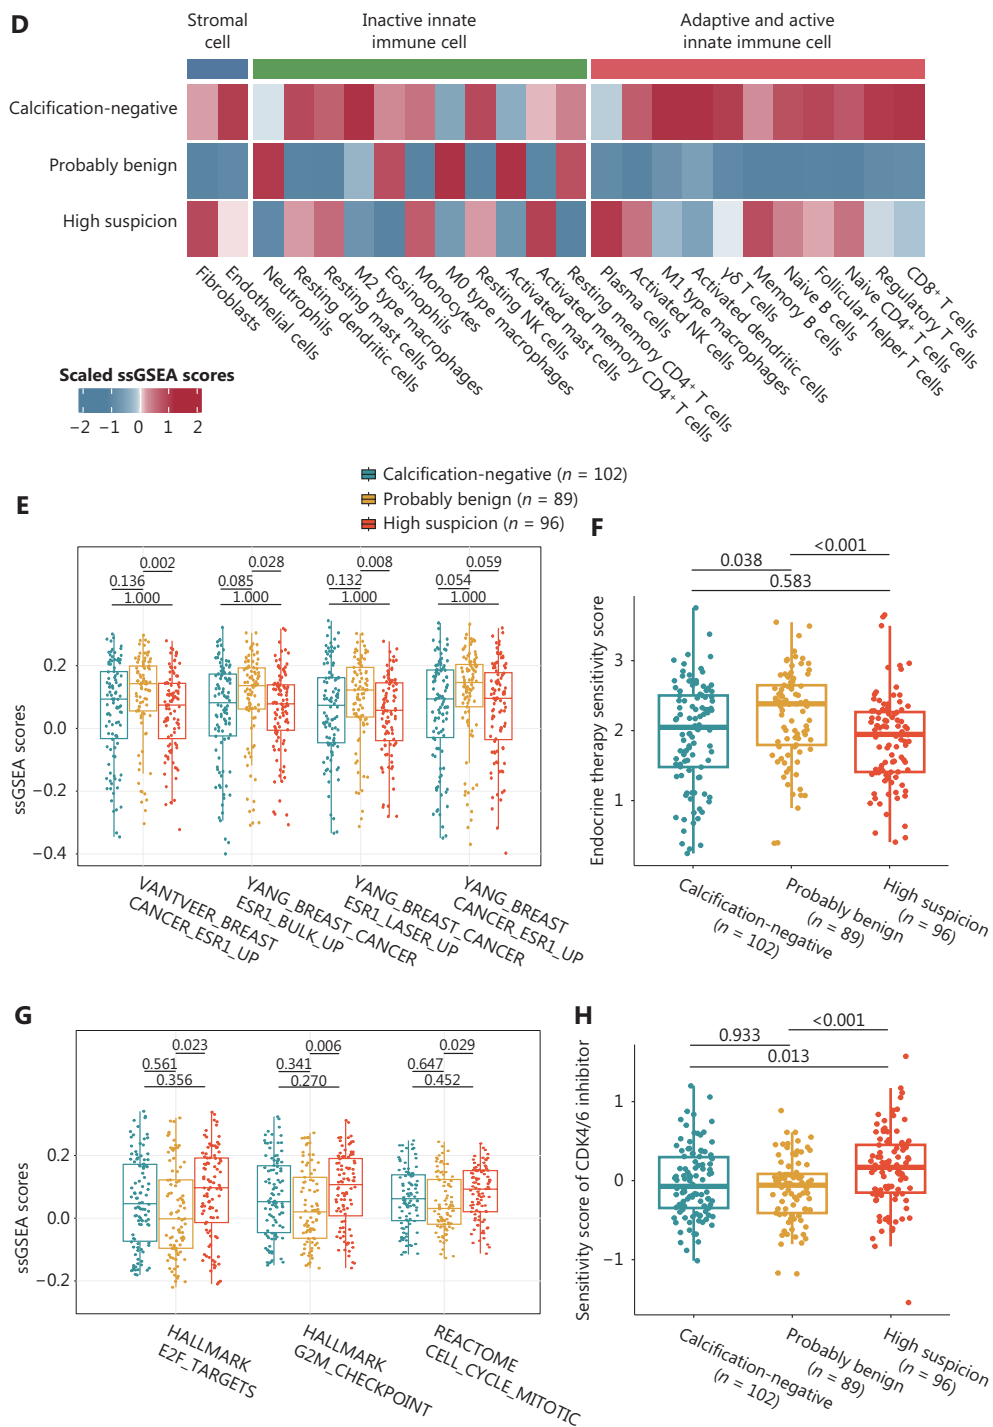 D
Stromal
cell
Inactive innate
immune cell
Adaptive and active
innate immune cell
Calcification-negative
Probably benign
High suspicion
Fibroblasts
Endothelial cells
Neutrophils
Resting dendritic cells
Resting mast cells
M2 type macrophages
Eosinophils
Monocytes
M0 type macrophages
Resting NK cells
Activated mast cells
Activated memory CD4⁺ T cells
Resting memory CD4⁺ T cells
Plasma cells
Activated NK cells
M1 type macrophages
Activated dendritic cells
γδ T cells
Memory B cells
Naive B cells
Follicular helper T cells
Naive CD4⁺ T cells
Regulatory T cells
CD8⁺ T cells
Scaled ssGSEA scores
−2 −1 0 1 2
Calcification-negative (n = 102)
Probably benign (n = 89)
High suspicion (n = 96)
E
0.002 0.028 0.008 0.059
0.136 0.085 0.132 0.054
1.000 1.000 1.000 1.000
ssGSEA scores
0.2
0.0
−0.2
−0.4
VANTVEER_BREAST
CANCER_ESR1_UP
YANG_BREAST_CANCER
ESR1_BULK_UP
YANG_BREAST_CANCER
ESR1_LASER_UP
YANG_BREAST
CANCER_ESR1_UP
F
<0.001
0.038
0.583
Endocrine therapy sensitivity score
3
2
1
Calcification-negative
(n = 102)
Probably benign
(n = 89)
High suspicion
(n = 96)
G
0.023 0.006 0.029
0.561 0.341 0.647
0.356 0.270 0.452
ssGSEA scores
0.2
0.0
−0.2
HALLMARK
E2F_TARGETS
HALLMARK
G2M_CHECKPOINT
REACTOME
CELL_CYCLE_MITOTIC
H
<0.001
0.933
0.013
Sensitivity score of CDK4/6 inhibitor
1
0
−1
Calcification-negative
(n = 102)
Probably benign
(n = 89)
High suspicion
(n = 96)